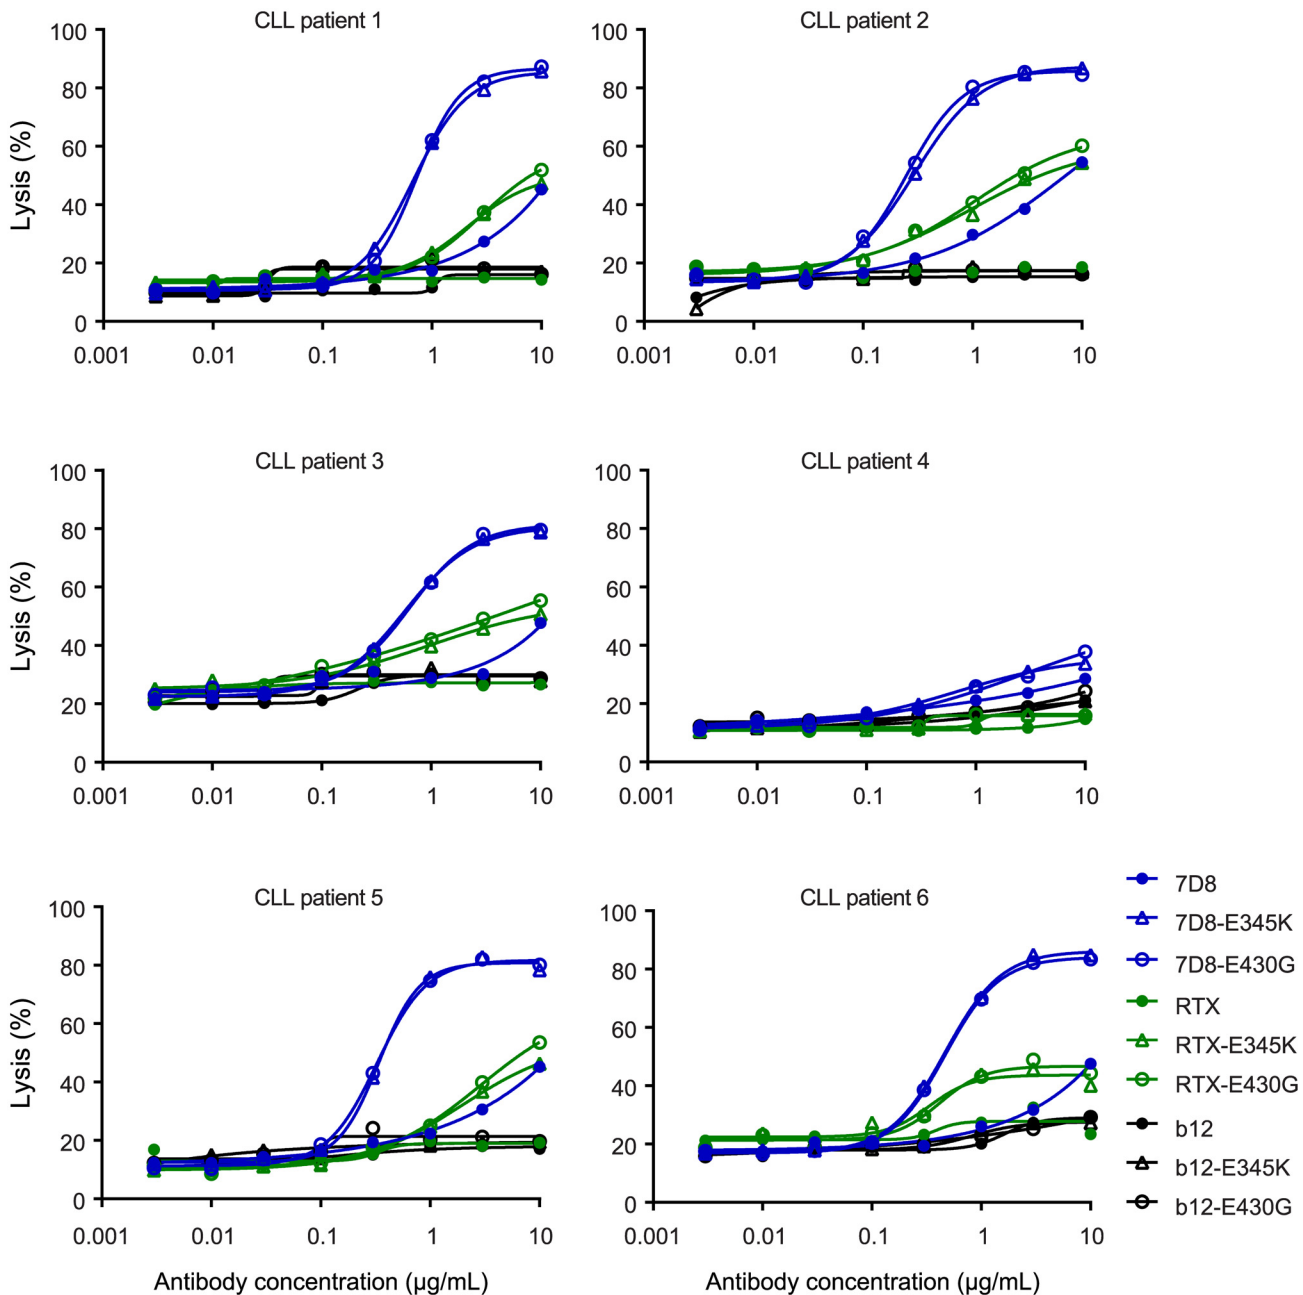 CLL patient 1
CLL patient 2
100
80
60
40
20
0
Lysis (%)
0.001 0.01 0.1 1 10
100
80
60
40
20
0
0.001 0.01 0.1 1 10
CLL patient 3
CLL patient 4
100
80
60
40
20
0
Lysis (%)
0.001 0.01 0.1 1 10
100
80
60
40
20
0
0.001 0.01 0.1 1 10
CLL patient 5
CLL patient 6
100
80
60
40
20
0
Lysis (%)
0.001 0.01 0.1 1 10
Antibody concentration (µg/mL)
100
80
60
40
20
0
0.001 0.01 0.1 1 10
Antibody concentration (µg/mL)
7D8
7D8-E345K
7D8-E430G
RTX
RTX-E345K
RTX-E430G
b12
b12-E345K
b12-E430G